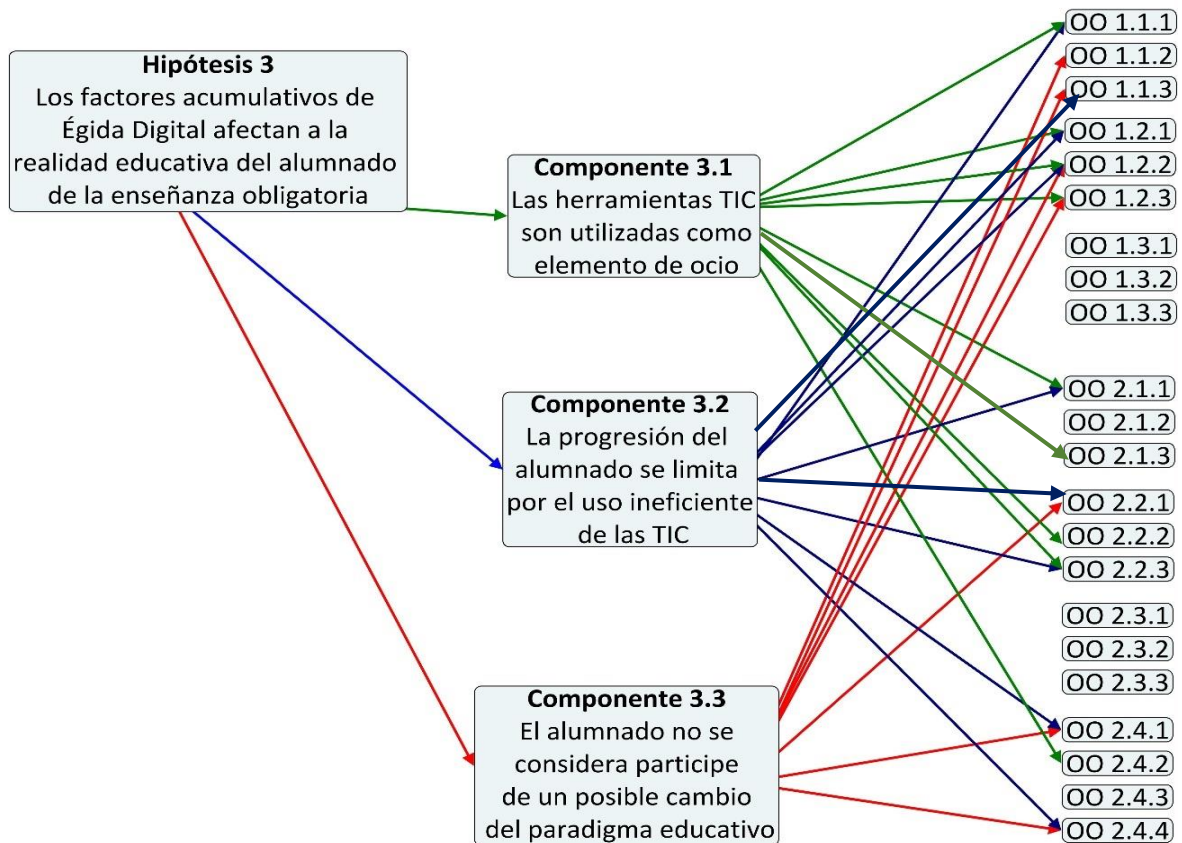 Hipótesis 3
Los factores acumulativos de
Égida Digital afectan a la
realidad educativa del alumnado
de la enseñanza obligatoria
Componente 3.1
Las herramientas TIC
son utilizadas como
elemento de ocio
Componente 3.2
La progresión del
alumnado se limita
por el uso ineficiente
de las TIC
Componente 3.3
El alumnado no se
considera participe
de un posible cambio
del paradigma educativo
OO 1.1.1
OO 1.1.2
OO 1.1.3
OO 1.2.1
OO 1.2.2
OO 1.2.3
OO 1.3.1
OO 1.3.2
OO 1.3.3
OO 2.1.1
OO 2.1.2
OO 2.1.3
OO 2.2.1
OO 2.2.2
OO 2.2.3
OO 2.3.1
OO 2.3.2
OO 2.3.3
OO 2.4.1
OO 2.4.2
OO 2.4.3
OO 2.4.4